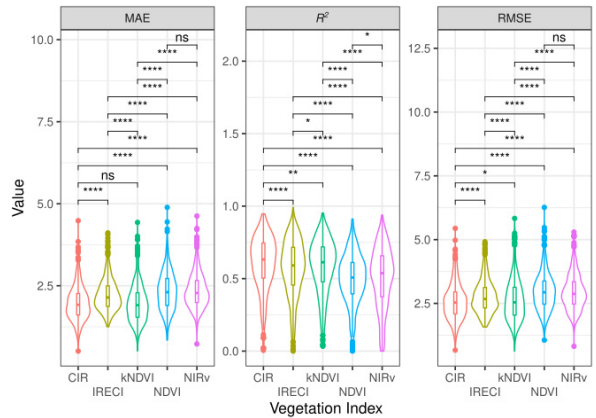 MAE
R²
RMSE
Value
10.0
7.5
5.0
2.5
ns
****
****
****
****
****
****
****
ns
****
2.0
1.5
1.0
0.5
0.0
*
****
****
****
****
*
****
****
**
****
12.5
10.0
7.5
5.0
2.5
ns
****
****
****
****
****
****
****
*
****
CIR
IRECI
kNDVI
NDVI
NIRv
CIR
IRECI
kNDVI
NDVI
NIRv
CIR
IRECI
kNDVI
NDVI
NIRv
Vegetation Index